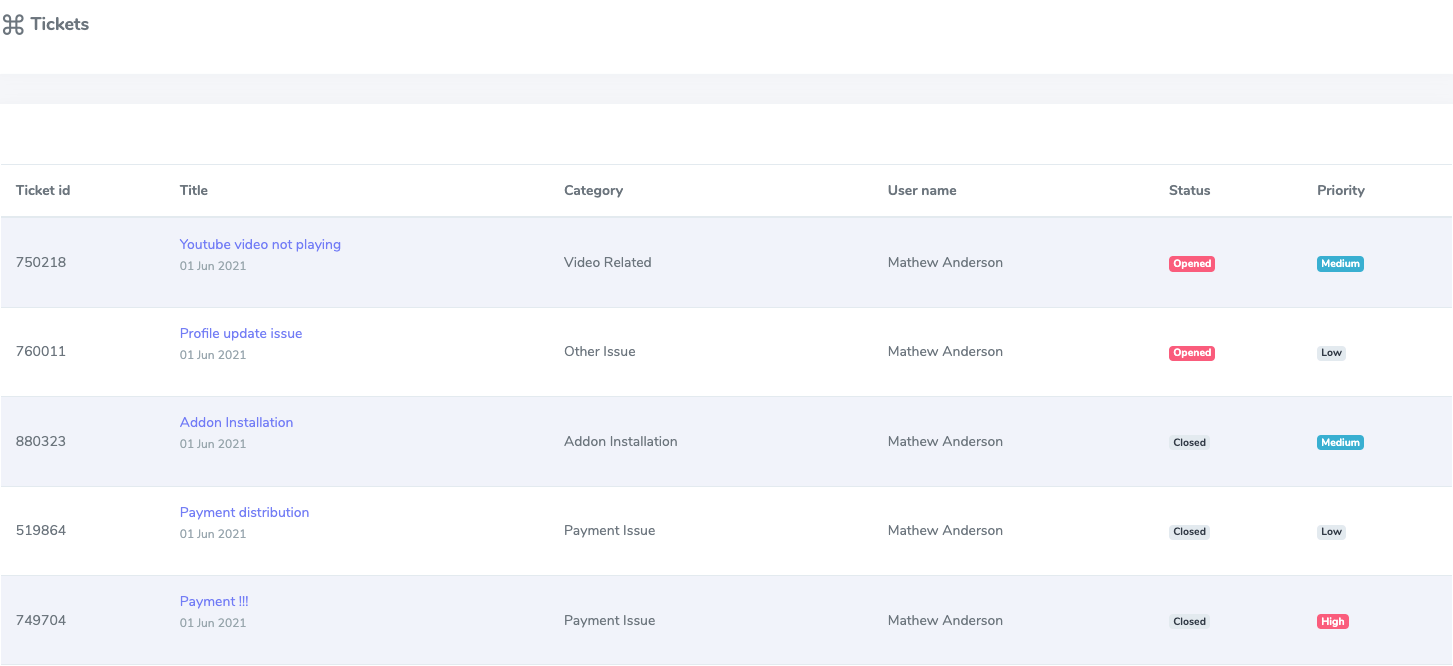 Tickets
Ticket id Title Category User name Status Priority
Youtube video not playing
750218 01 Jun 2021 Video Related Mathew Anderson Opened Medium
Profile update issue
760011 01 Jun 2021 Other Issue Mathew Anderson Opened Low
Addon Installation
880323 01 Jun 2021 Addon Installation Mathew Anderson Closed Medium
Payment distribution
519864 01 Jun 2021 Payment Issue Mathew Anderson Closed Low
Payment !!!
749704 01 Jun 2021 Payment Issue Mathew Anderson Closed High